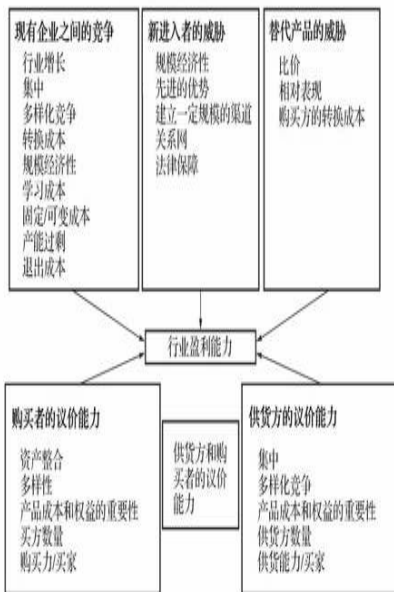 现有企业之间的竞争
行业增长
集中
多样化竞争
转换成本
规模经济性
学习成本
固定/可变成本
产能过剩
退出成本
新进入者的威胁
规模经济性
先进的优势
建立一定规模的渠道
关系网
法律保障
替代产品的威胁
比价
相对表现
购买方的转换成本
行业盈利能力
购买者的议价能力
资产整合
多样性
产品成本和权益的重要性
买方数量
购买力/买家
供货方和购
买者的议价
能力
供货方的议价能力
集中
多样化竞争
产品成本和权益的重要性
供货方数量
供货能力/买家